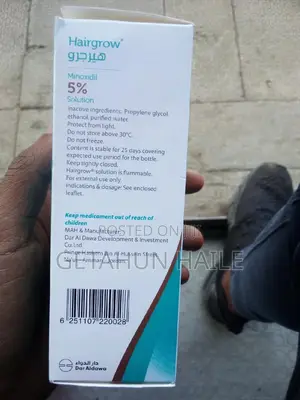 Hairgrow®
هيرجرو
Minoxidil
5%
Solution
Inactive ingredients: Propylene glycol
ethanol, purified water.
Protect from light.
Do not store above 30°C.
Do not freeze.
Content is stable for 25 days covering
expected use period for the bottle.
Keep tightly closed.
Hairgrow® solution is flammable.
For external use only
indications & dosage: See enclosed
leaflet.
POSTED ON
GETAHUN HAILE
Keep medicament out of reach of
children
MAH & Manufacturer
Dar Al Dawa Development & Investment
Co.Ltd
6 251107 220028
دار الدواء
Dar Aldawa